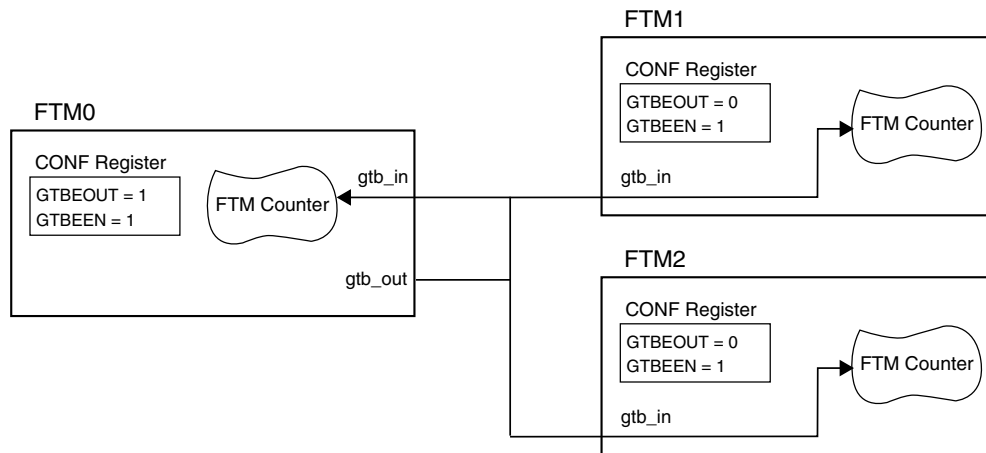 FTM0
CONF Register
GTBEOUT = 1
GTBEEN = 1
FTM Counter
gtb_in
gtb_out
FTM1
CONF Register
GTBEOUT = 0
GTBEEN = 1
FTM Counter
gtb_in
FTM2
CONF Register
GTBEOUT = 0
GTBEEN = 1
FTM Counter
gtb_in